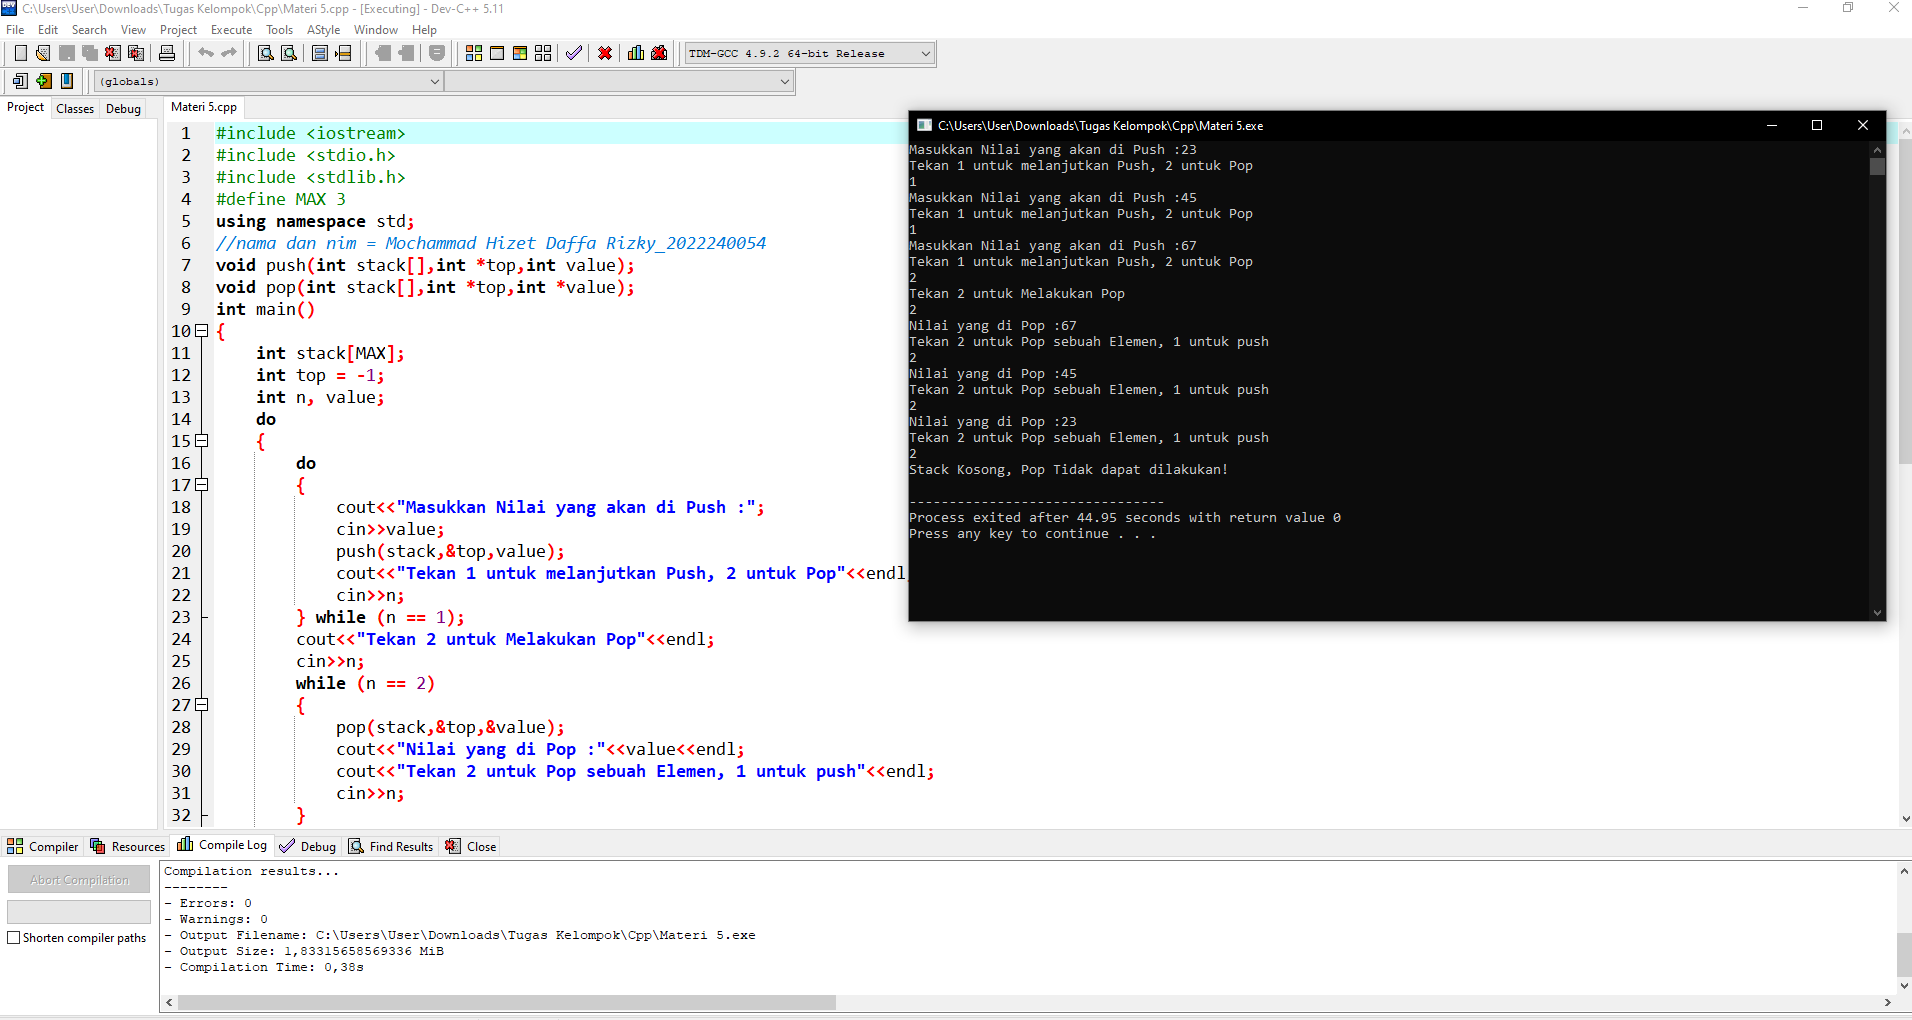 C:\Users\User\Downloads\Tugas Kelompok\Cpp\Materi 5.cpp - [Executing] - Dev-C++ 5.11
File Edit Search View Project Execute Tools AStyle Window Help
TDM-GCC 4.9.2 64-bit Release
(globals)
Project Classes Debug
Materi 5.cpp
1 #include <iostream>
2 #include <stdio.h>
3 #include <stdlib.h>
4 #define MAX 3
5 using namespace std;
6 //nama dan nim = Mochammad Hizet Daffa Rizky_2022240054
7 void push(int stack[],int *top,int value);
8 void pop(int stack[],int *top,int *value);
9 int main()
10 {
11 int stack[MAX];
12 int top = -1;
13 int n, value;
14 do
15 {
16 do
17 {
18 cout<<"Masukkan Nilai yang akan di Push :";
19 cin>>value;
20 push(stack,&top,value);
21 cout<<"Tekan 1 untuk melanjutkan Push, 2 untuk Pop"<<endl;
22 cin>>n;
23 } while (n == 1);
24 cout<<"Tekan 2 untuk Melakukan Pop"<<endl;
25 cin>>n;
26 while (n == 2)
27 {
28 pop(stack,&top,&value);
29 cout<<"Nilai yang di Pop :"<<value<<endl;
30 cout<<"Tekan 2 untuk Pop sebuah Elemen, 1 untuk push"<<endl;
31 cin>>n;
32 }
C:\Users\User\Downloads\Tugas Kelompok\Cpp\Materi 5.exe
Masukkan Nilai yang akan di Push :23
Tekan 1 untuk melanjutkan Push, 2 untuk Pop
1
Masukkan Nilai yang akan di Push :45
Tekan 1 untuk melanjutkan Push, 2 untuk Pop
1
Masukkan Nilai yang akan di Push :67
Tekan 1 untuk melanjutkan Push, 2 untuk Pop
2
Tekan 2 untuk Melakukan Pop
2
Nilai yang di Pop :67
Tekan 2 untuk Pop sebuah Elemen, 1 untuk push
2
Nilai yang di Pop :45
Tekan 2 untuk Pop sebuah Elemen, 1 untuk push
2
Nilai yang di Pop :23
Tekan 2 untuk Pop sebuah Elemen, 1 untuk push
2
Stack Kosong, Pop Tidak dapat dilakukan!
--------------------------------
Process exited after 44.95 seconds with return value 0
Press any key to continue . . .
Compiler Resources Compile Log Debug Find Results Close
Abort Compilation
Shorten compiler paths
Compilation results...
--------
- Errors: 0
- Warnings: 0
- Output Filename: C:\Users\User\Downloads\Tugas Kelompok\Cpp\Materi 5.exe
- Output Size: 1,83315658569336 MiB
- Compilation Time: 0,38s